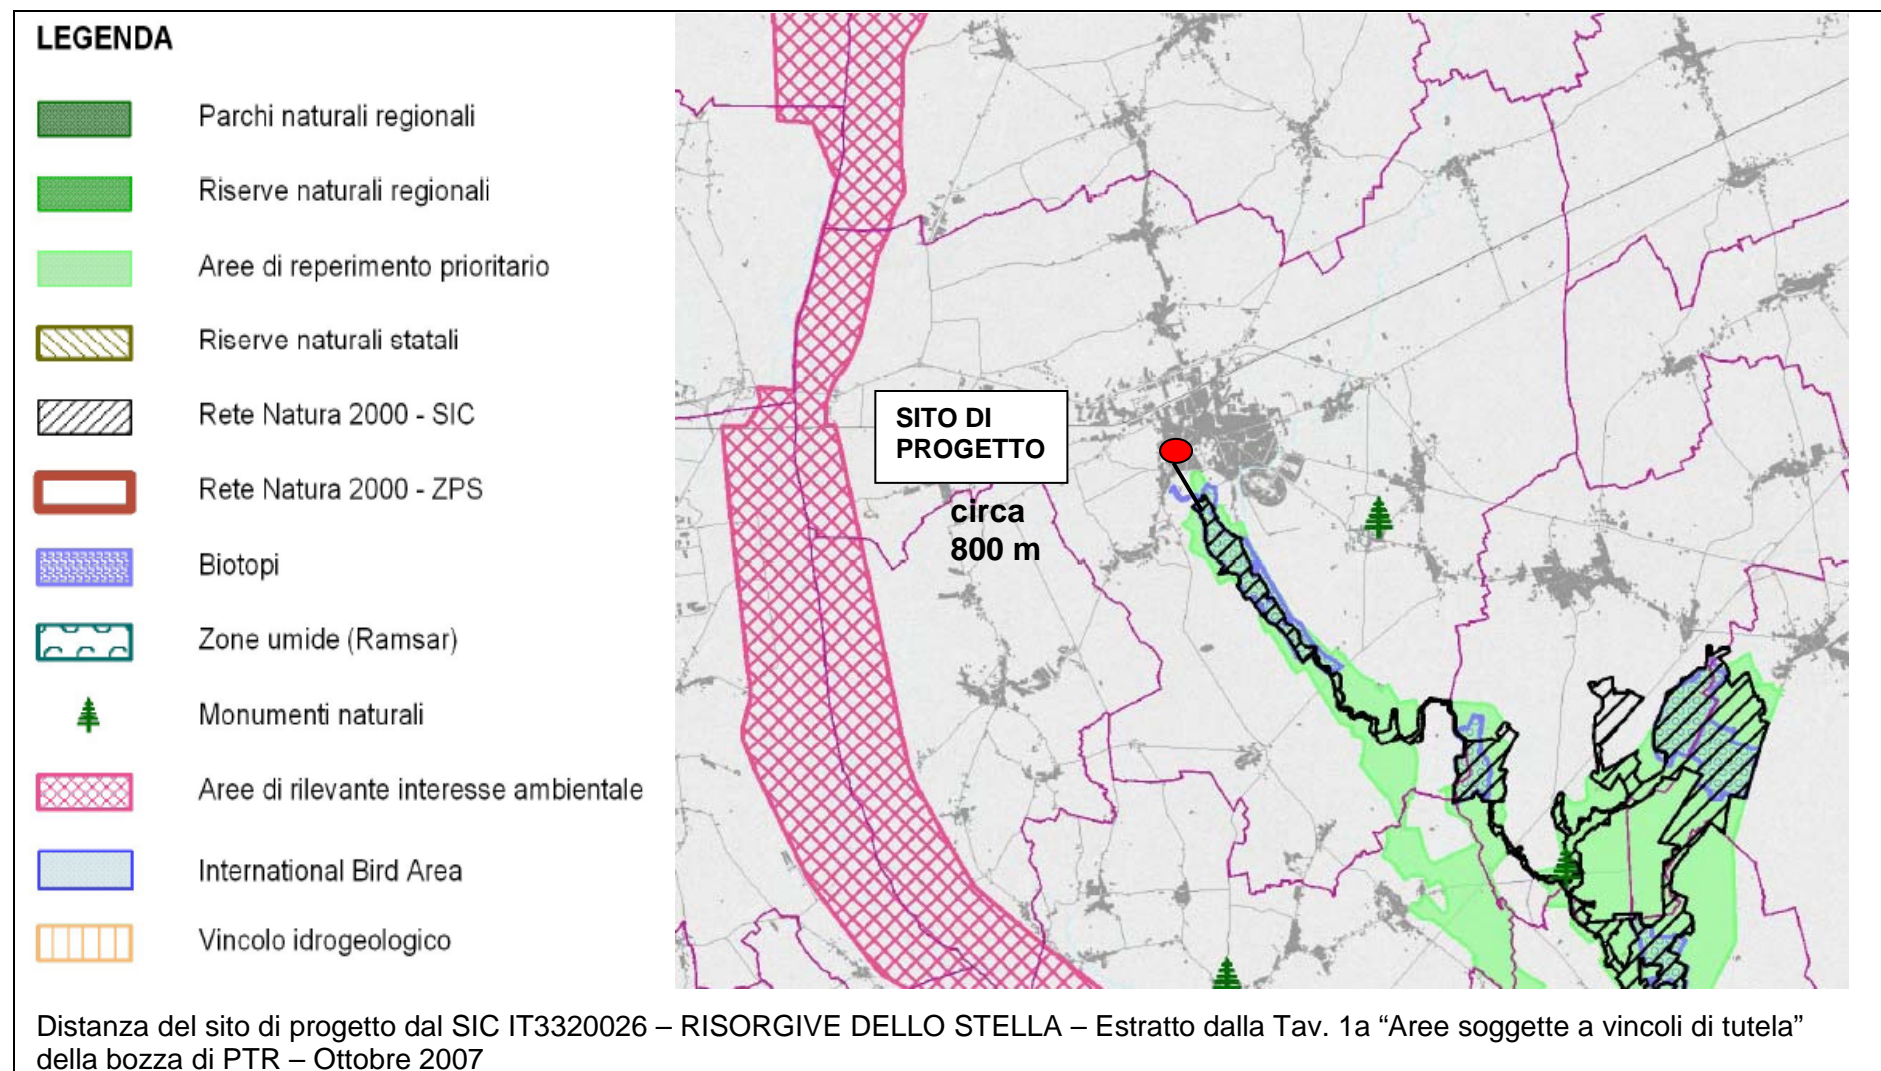 LEGENDA
Parchi naturali regionali
Riserve naturali regionali
Aree di reperimento prioritario
Riserve naturali statali
Rete Natura 2000 - SIC
Rete Natura 2000 - ZPS
Biotopi
Zone umide (Ramsar)
Monumenti naturali
Aree di rilevante interesse ambientale
International Bird Area
Vincolo idrogeologico
SITO DI
PROGETTO
circa
800 m
Distanza del sito di progetto dal SIC IT3320026 – RISORGIVE DELLO STELLA – Estratto dalla Tav. 1a “Aree soggette a vincoli di tutela”
della bozza di PTR – Ottobre 2007